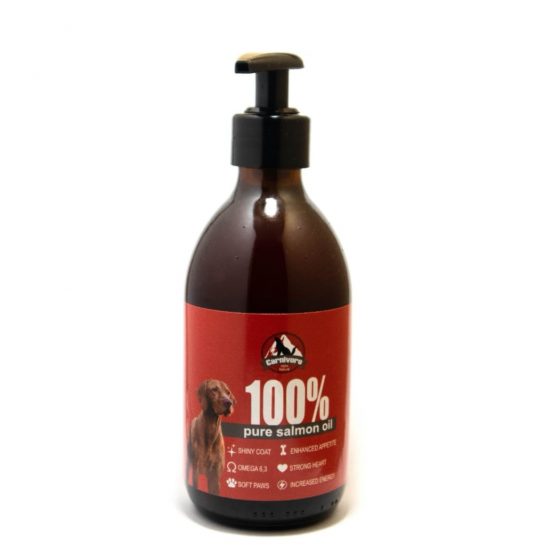 Carnivore
100%
pure salmon oil
SHINY COAT ENHANCED APPETITE
OMEGA 6,3 STRONG HEART
SOFT PAWS INCREASED ENERGY